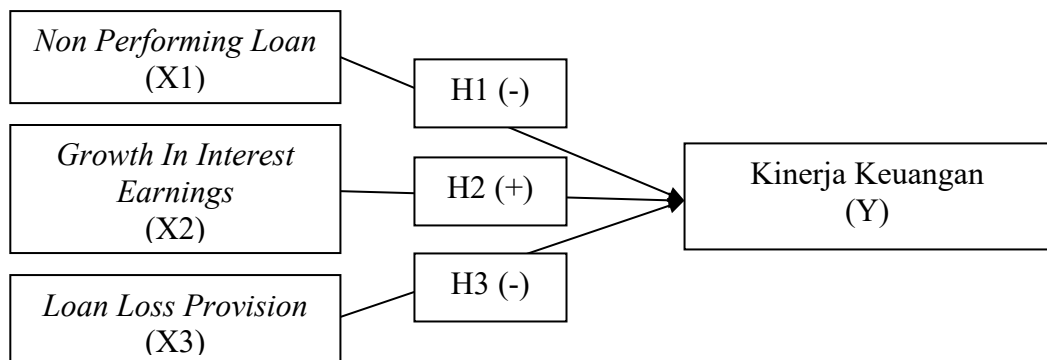 Non Performing Loan
(X1)
H1 (-)
Growth In Interest
Earnings
(X2)
H2 (+)
Kinerja Keuangan
(Y)
H3 (-)
Loan Loss Provision
(X3)